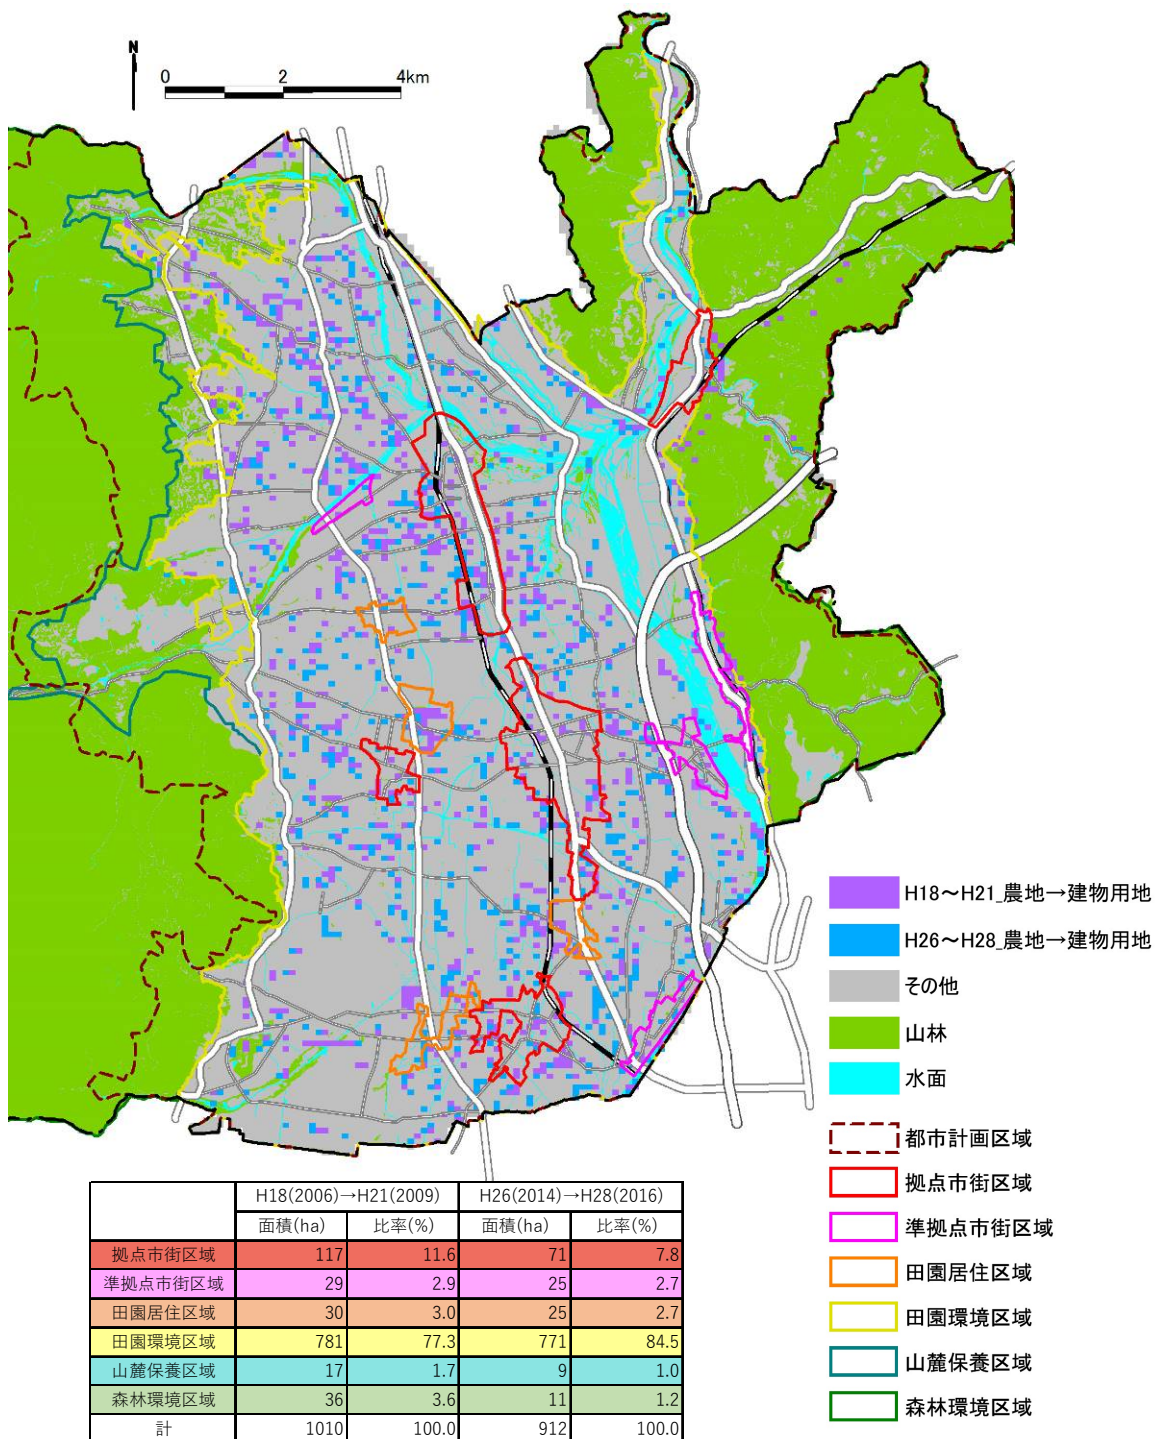 N
0 2 4km
H18～H21_農地→建物用地
H26～H28_農地→建物用地
その他
山林
水面
都市計画区域
拠点市街区域
準拠点市街区域
田園居住区域
田園環境区域
山麓保養区域
森林環境区域
H18(2006)→H21(2009) H26(2014)→H28(2016)
面積(ha) 比率(%) 面積(ha) 比率(%)
拠点市街区域 117 11.6 71 7.8
準拠点市街区域 29 2.9 25 2.7
田園居住区域 30 3.0 25 2.7
田園環境区域 781 77.3 771 84.5
山麓保養区域 17 1.7 9 1.0
森林環境区域 36 3.6 11 1.2
計 1010 100.0 912 100.0